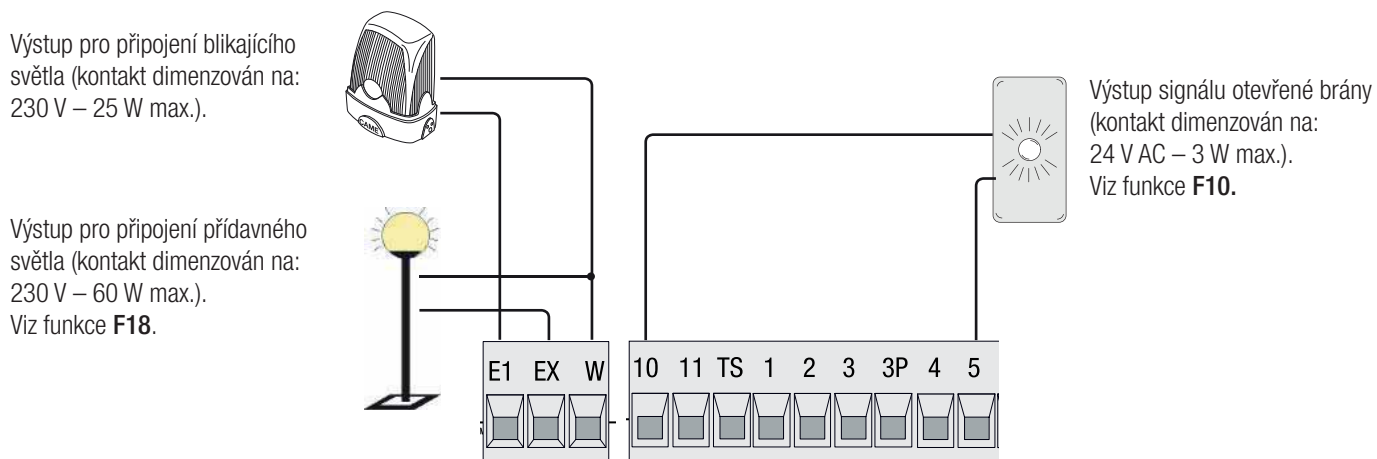 Výstup pro připojení blikajícího
světla (kontakt dimenzován na:
230 V – 25 W max.).
CAME
Výstup pro připojení přídavného
světla (kontakt dimenzován na:
230 V – 60 W max.).
Viz funkce F18.
Výstup signálu otevřené brány
(kontakt dimenzován na:
24 V AC – 3 W max.).
Viz funkce F10.
E1 EX W
10 11 TS 1 2 3 3P 4 5